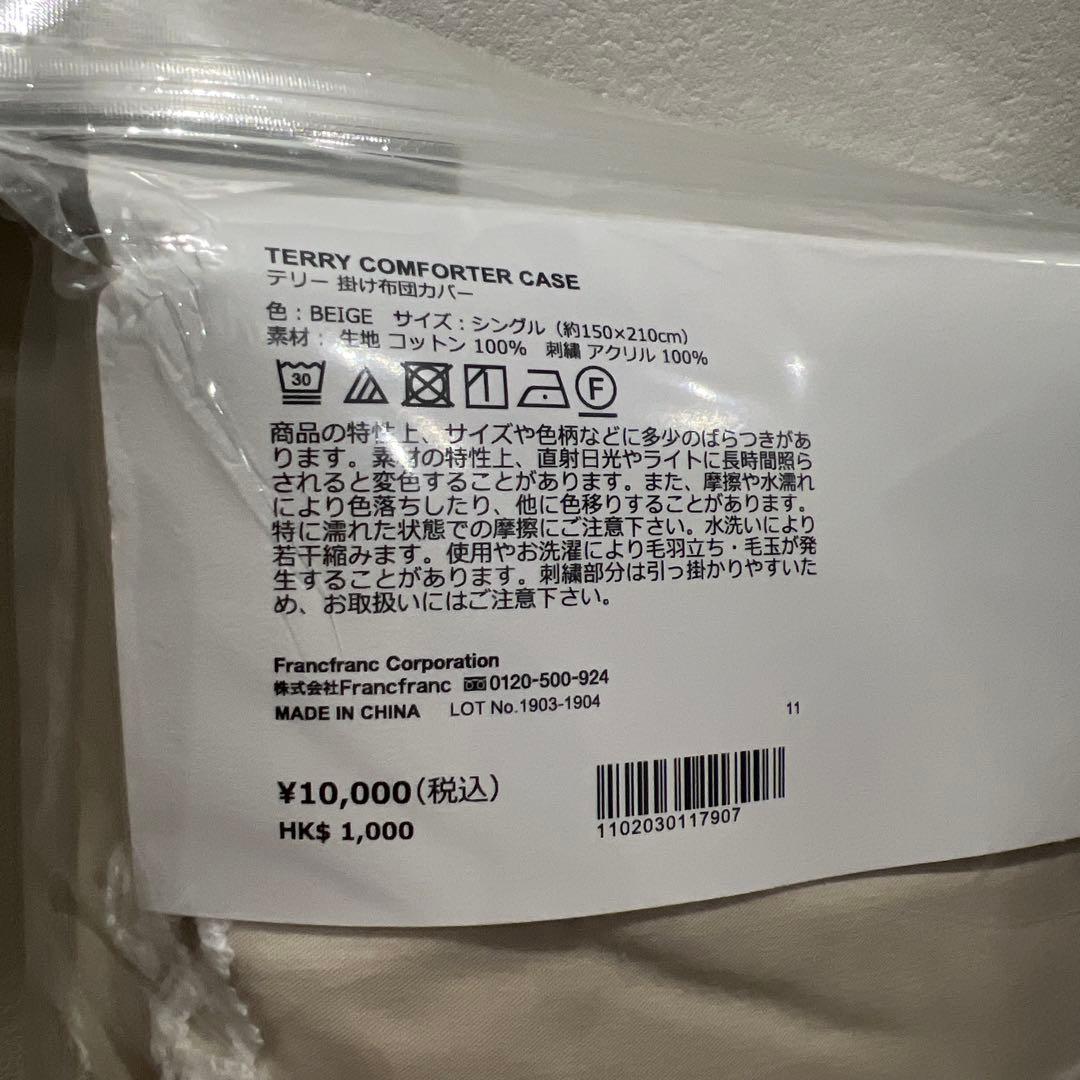 TERRY COMFORTER CASE
テリー 掛け布団カバー
色：BEIGE サイズ：シングル（約150×210cm）
素材： 生地 コットン 100% 刺繍 アクリル 100%
30
F
商品の特性上、サイズや色柄などに多少のばらつきがあ
ります。素材の特性上、直射日光やライトに長時間照ら
されると変色することがあります。また、摩擦や水濡れ
により色落ちしたり、他に色移りすることがあります。
特に濡れた状態での摩擦にご注意下さい。水洗いにより
若干縮みます。使用やお洗濯により毛羽立ち・毛玉が発
生することがあります。刺繍部分は引っ掛かりやすいた
め、お取扱いにはご注意下さい。
Francfranc Corporation
株式会社Francfranc 0120-500-924
MADE IN CHINA LOT No.1903-1904 11
¥10,000（税込）
HK$ 1,000
1102030117907